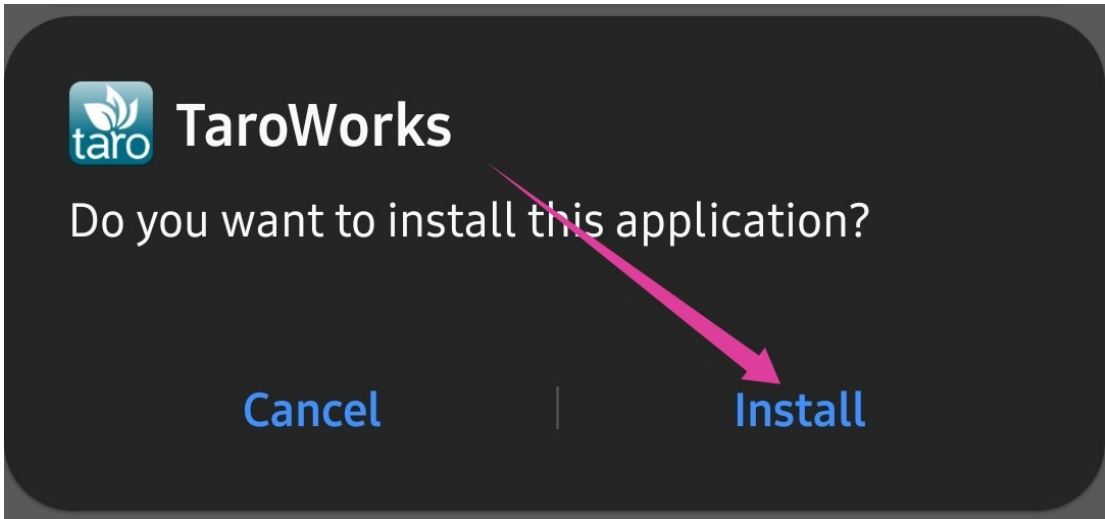 taro
TaroWorks
Do you want to install this application?
Cancel
Install